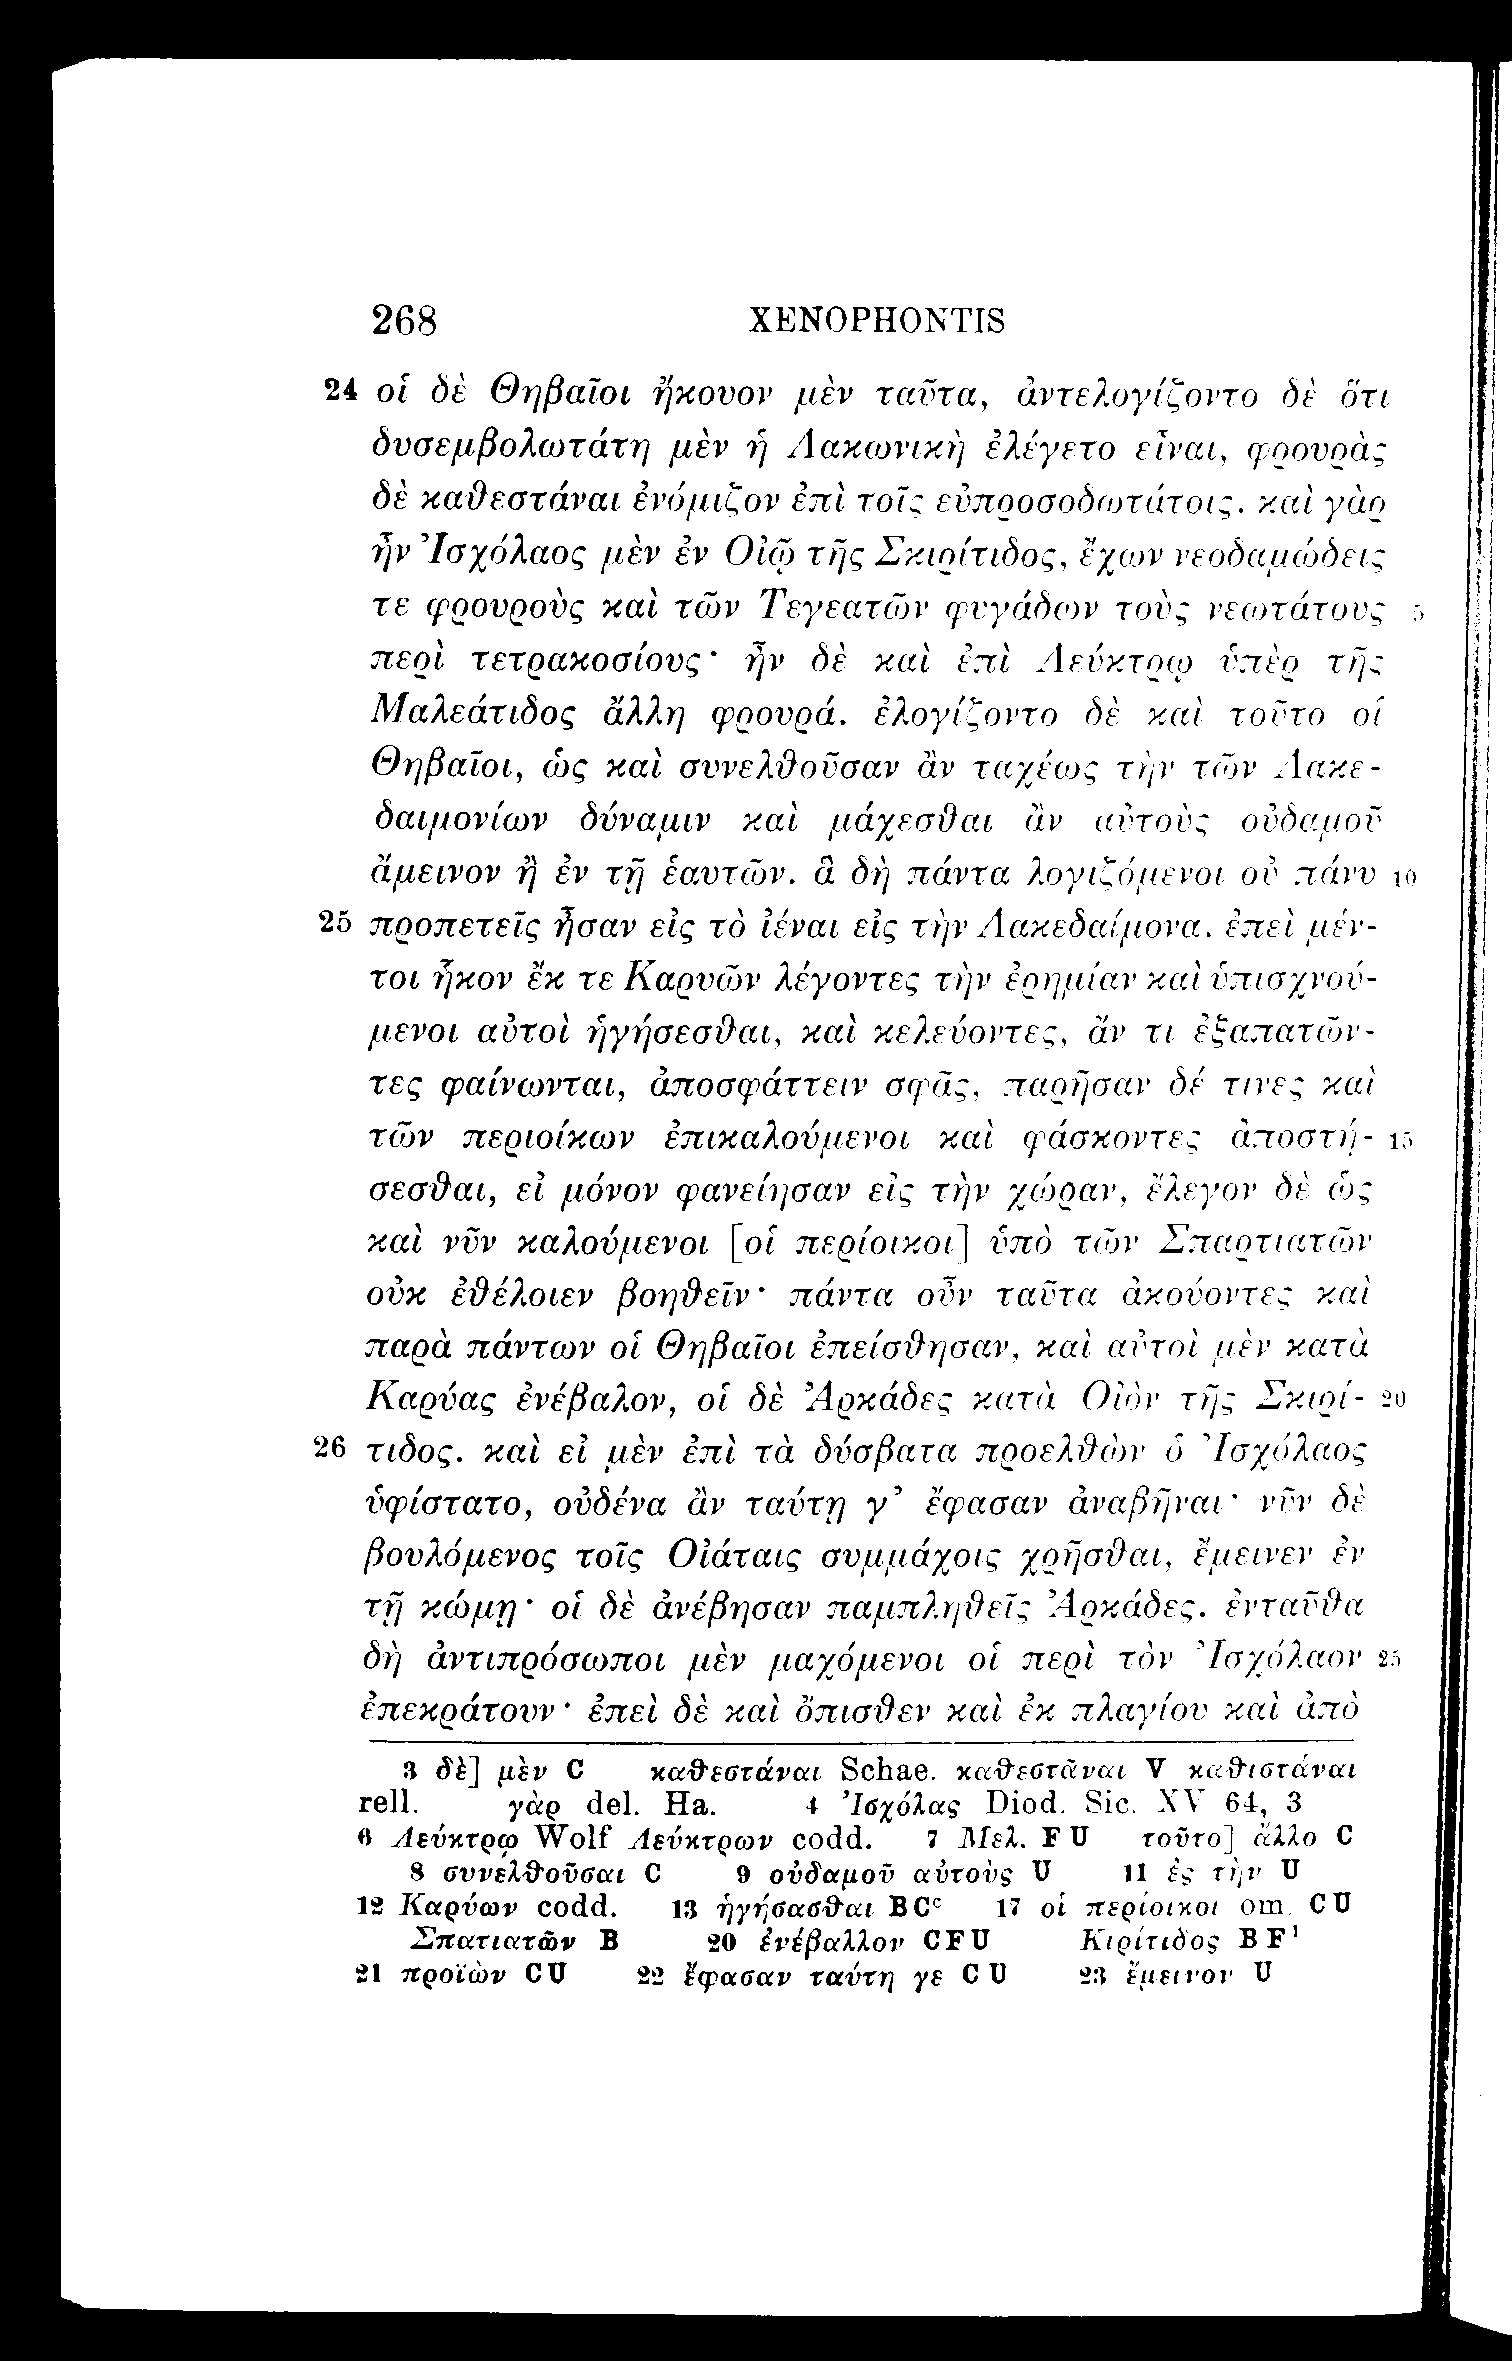 268 XENOPHONTIS
24 οἱ δὲ Θηβαῖοι ἤκουον μὲν ταῦτα, ἀντελογίζοντο δὲ ὅτι
δυσεμβολωτάτη μὲν ἡ Λακωνικὴ ἐλέγετο εἶναι, φρουρὰς
δὲ καθεστάναι ἐνόμιζον ἐπὶ τοῖς εὐπροσοδωτάτοις. καὶ γὰρ
ἦν Ἰσχόλαος μὲν ἐν Οἰῷ τῆς Σκιρίτιδος, ἔχων νεοδαμώδεις
τε φρουροὺς καὶ τῶν Τεγεατῶν φυγάδων τοὺς νεωτάτους 5
περὶ τετρακοσίους· ἦν δὲ καὶ ἐπὶ Λεύκτρῳ ὑπὲρ τῆς
Μαλεάτιδος ἄλλη φρουρά. ἐλογίζοντο δὲ καὶ τοῦτο οἱ
Θηβαῖοι, ὡς καὶ συνελθοῦσαν ἂν ταχέως τὴν τῶν Λακε-
δαιμονίων δύναμιν καὶ μάχεσθαι ἂν αὐτοὺς οὐδαμοῦ
ἄμεινον ἢ ἐν τῇ ἑαυτῶν. ἃ δὴ πάντα λογιζόμενοι οὐ πάνυ 10
25 προπετεῖς ἦσαν εἰς τὸ ἰέναι εἰς τὴν Λακεδαίμονα. ἐπεὶ μέν-
τοι ἧκον ἔκ τε Καρυῶν λέγοντες τὴν ἐρημίαν καὶ ὑπισχνού-
μενοι αὐτοὶ ἡγήσεσθαι, καὶ κελεύοντες, ἄν τι ἐξαπατῶν-
τες φαίνωνται, ἀποσφάττειν σφᾶς, παρῆσαν δέ τινες καὶ
τῶν περιοίκων ἐπικαλούμενοι καὶ φάσκοντες ἀποστή- 15
σεσθαι, εἰ μόνον φανείησαν εἰς τὴν χώραν, ἔλεγον δὲ ὡς
καὶ νῦν καλούμενοι [οἱ περίοικοι] ὑπὸ τῶν Σπαρτιατῶν
οὐκ ἐθέλοιεν βοηθεῖν· πάντα οὖν ταῦτα ἀκούοντες καὶ
παρὰ πάντων οἱ Θηβαῖοι ἐπείσθησαν, καὶ αὐτοὶ μὲν κατὰ
Καρύας ἐνέβαλον, οἱ δὲ Ἀρκάδες κατὰ Οἰὸν τῆς Σκιρί- 20
26 τιδος. καὶ εἰ μὲν ἐπὶ τὰ δύσβατα προελθὼν ὁ Ἰσχόλαος
ὑφίστατο, οὐδένα ἂν ταύτῃ γ’ ἔφασαν ἀναβῆναι· νῦν δὲ
βουλόμενος τοῖς Οἰάταις συμμάχοις χρῆσθαι, ἔμεινεν ἐν
τῇ κώμῃ· οἱ δὲ ἀνέβησαν παμπληθεῖς Ἀρκάδες. ἐνταῦθα
δὴ ἀντιπρόσωποι μὲν μαχόμενοι οἱ περὶ τὸν Ἰσχόλαον 25
ἐπεκράτουν· ἐπεὶ δὲ καὶ ὄπισθεν καὶ ἐκ πλαγίου καὶ ἀπὸ
3 δὲ] μὲν C καθεστάναι Schae. καθεστᾶναι V καθιστάναι
rell. γὰρ del. Ha. 4 Ἰσχόλας Diod. Sic. XV 64, 3
6 Λεύκτρῳ Wolf Λεύκτρων codd. 7 Μελ. F U τοῦτο] ἄλλο C
8 συνελθοῦσαι C 9 οὐδαμοῦ αὐτοὺς U 11 ἐς τὴν U
12 Καρύων codd. 13 ἡγήσασθαι B Cᶜ 17 οἱ περίοικοι om. C U
Σπατιατῶν B 20 ἐνέβαλλον C F U Κιρίτιδος B F¹
21 προϊὼν C U 22 ἔφασαν ταύτῃ γε C U 23 ἔμεινον U